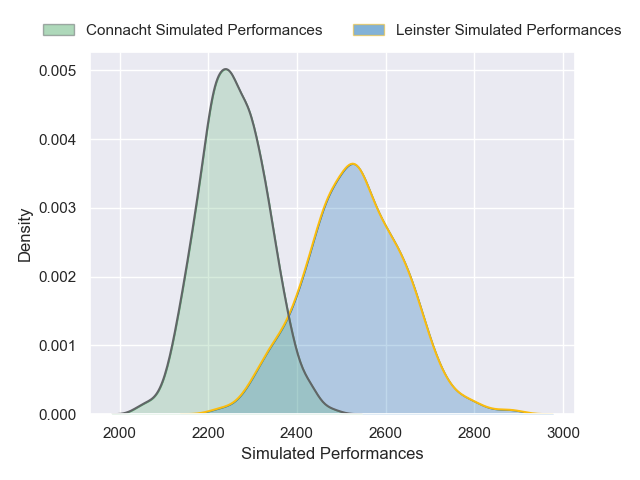 Connacht Simulated Performances Leinster Simulated Performances
0.005
0.004
0.003
0.002
0.001
0.000
Density
2000 2200 2400 2600 2800 3000
Simulated Performances